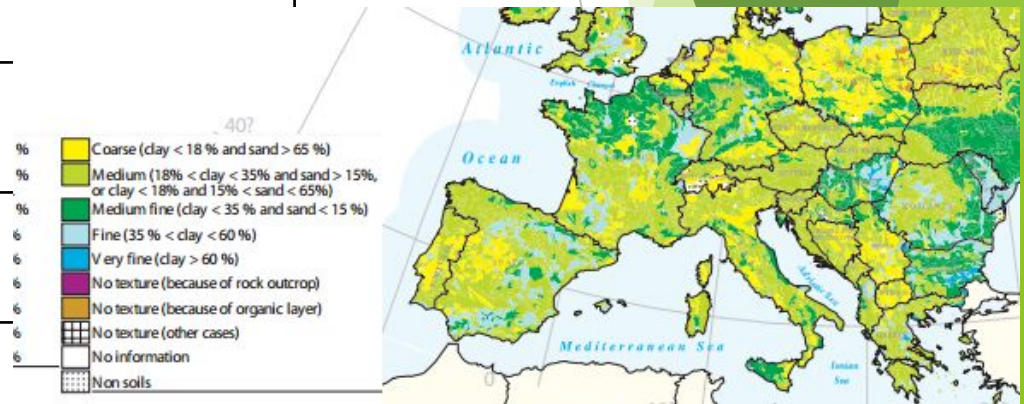 40?
%
Coarse (clay < 18 % and sand > 65 %)
%
Medium (18% < clay < 35% and sand > 15%,
or clay < 18% and 15% < sand < 65%)
%
Medium fine (clay < 35 % and sand < 15 %)
%
Fine (35 % < clay < 60 %)
%
Very fine (clay > 60 %)
%
No texture (because of rock outcrop)
%
No texture (because of organic layer)
%
No texture (other cases)
%
No information
Non soils
Atlantic
English Channel
Ocean
Adriatic Sea
Mediterranean Sea
Ionian
Sea
0